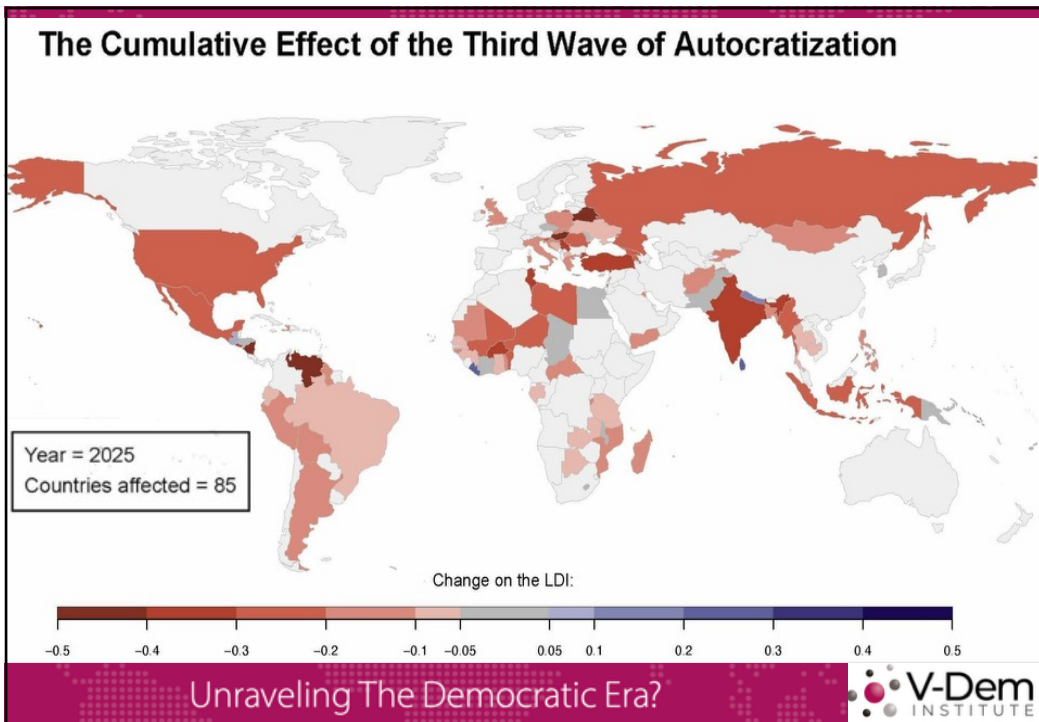 The Cumulative Effect of the Third Wave of Autocratization
Year = 2025
Countries affected = 85
Change on the LDI:
−0.5 −0.4 −0.3 −0.2 −0.1 −0.05 0.05 0.1 0.2 0.3 0.4 0.5
Unraveling The Democratic Era?
V-Dem
INSTITUTE